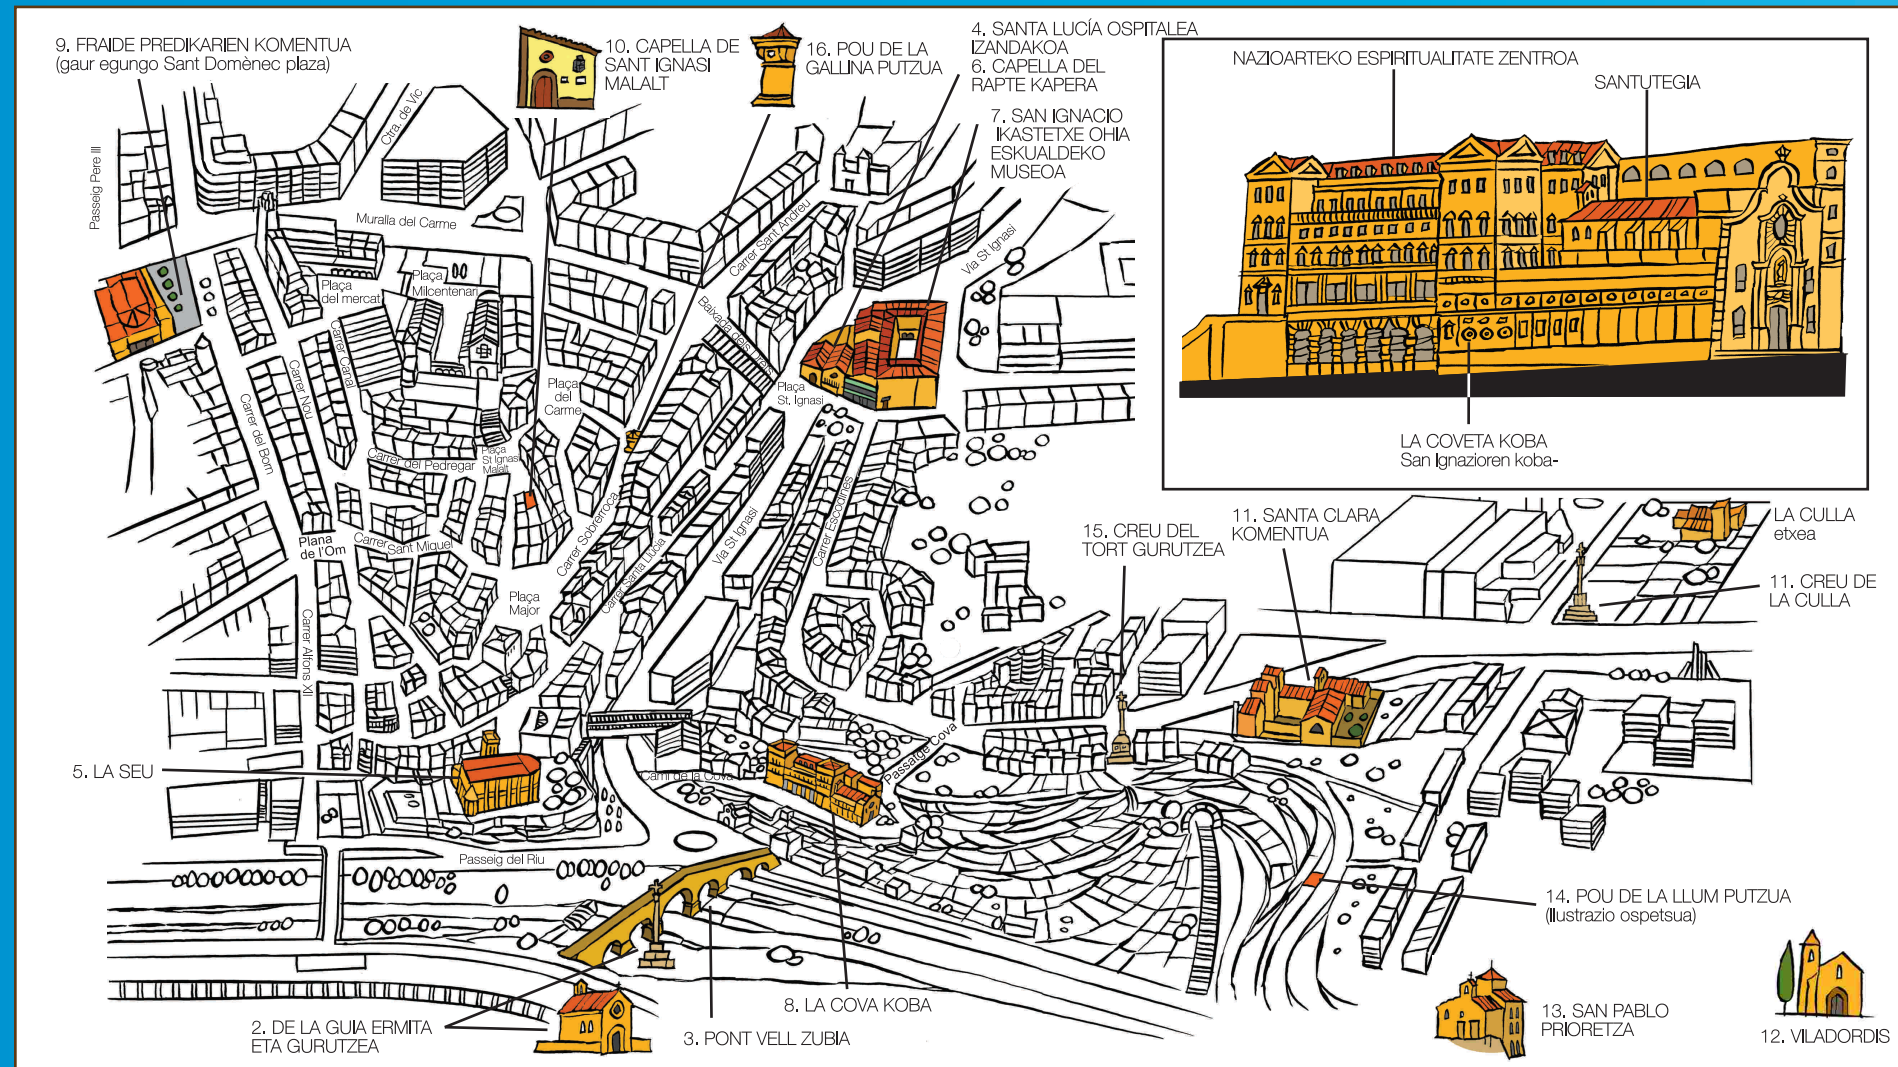 9. FRAIDE PREDIKARIEN KOMENTUA
(gaur egungo Sant Domènec plaza)
10. CAPELLA DE
SANT IGNASI
MALALT
16. POU DE LA
GALLINA PUTZUA
4. SANTA LUCÍA OSPITALEA
IZANDAKOA
6. CAPELLA DEL
RAPTE KAPERA
7. SAN IGNACIO
IKASTETXE OHIA
ESKUALDEKO
MUSEOA
NAZIOARTEKO ESPIRITUALITATE ZENTROA
SANTUTEGIA
LA COVETA KOBA
San Ignazioren koba-
Passeig Pere III
Ctra. de Vic
Muralla del Carme
Plaça
del mercat
Plaça
Milcentenari
Carrer Sant Andreu
Via St Ignasi
Baixada dels Drets
Plaça
St. Ignasi
Carrer Canal
Carrer Nou
Carrer del Born
Plaça
del
Carme
Carrer del Pedregar
Plaça
St Ignasi
Malalt
Plana
de l'Om
Carrer Sant Miquel
Carrer Sobrerroca
Carrer Santa Llúcia
Via St Ignasi
Carrer Escodines
Plaça
Major
Carrer Alfons XII
15. CREU DEL
TORT GURUTZEA
11. SANTA CLARA
KOMENTUA
LA CULLA
etxea
11. CREU DE
LA CULLA
5. LA SEU
Camí de la Cova
Passatge Cova
Passeig del Riu
14. POU DE LA LLUM PUTZUA
(Ilustrazio ospetsua)
8. LA COVA KOBA
2. DE LA GUIA ERMITA
ETA GURUTZEA
3. PONT VELL ZUBIA
13. SAN PABLO
PRIORETZA
12. VILADORDIS